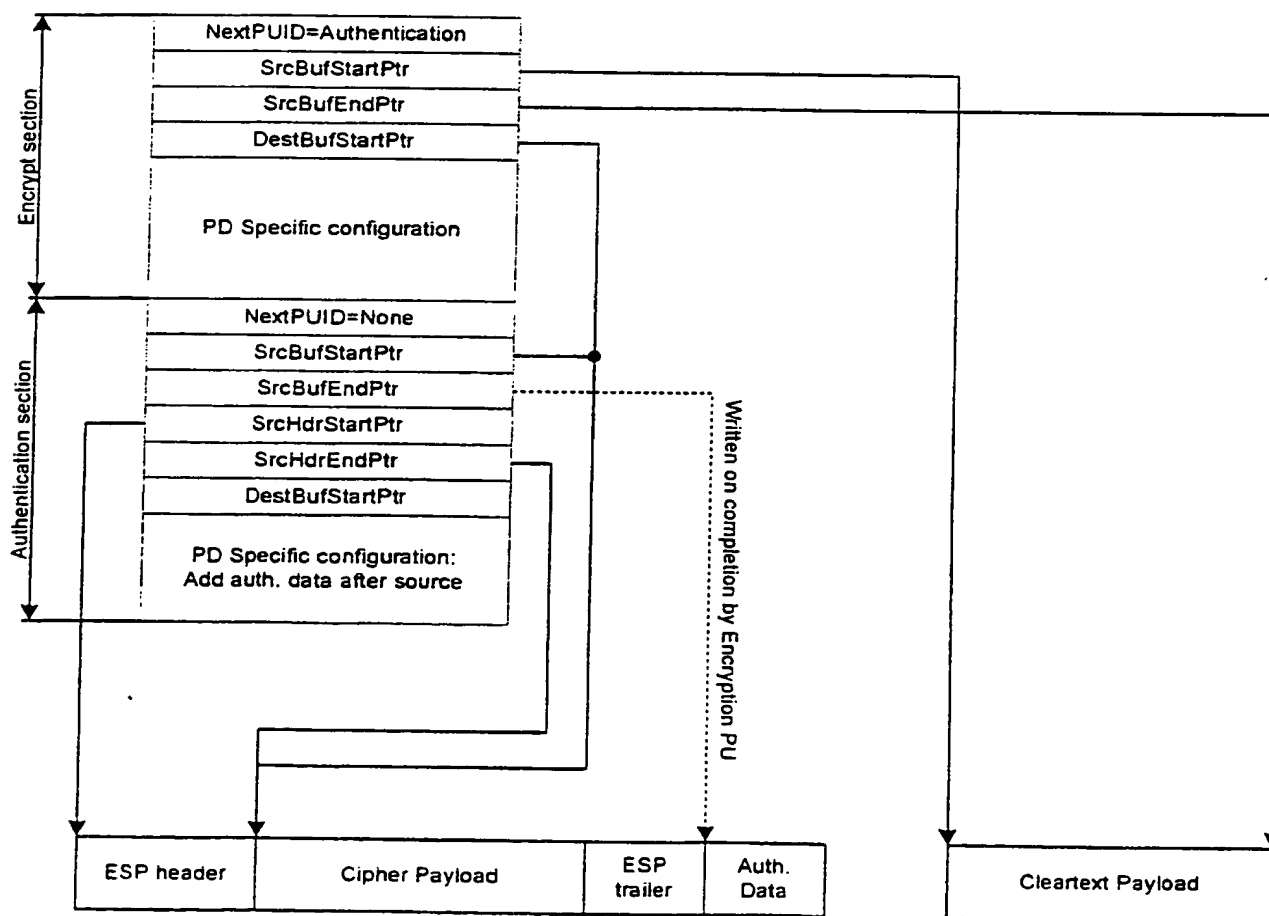 Encrypt section
NextPUID=Authentication
SrcBufStartPtr
SrcBufEndPtr
DestBufStartPtr
PD Specific configuration
Authentication section
NextPUID=None
SrcBufStartPtr
SrcBufEndPtr
SrcHdrStartPtr
SrcHdrEndPtr
DestBufStartPtr
PD Specific configuration:
Add auth. data after source
Written on completion by Encryption PU
ESP header
Cipher Payload
ESP
trailer
Auth.
Data
Cleartext Payload